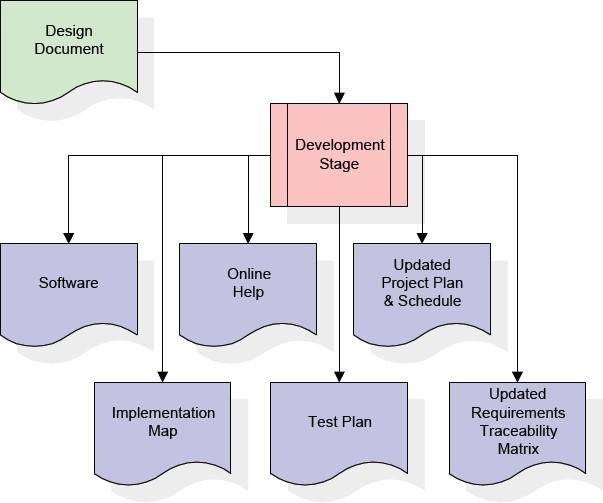 Design
Document
Development
Stage
Software
Online
Help
Updated
Project Plan
& Schedule
Implementation
Map
Test Plan
Updated
Requirements
Traceability
Matrix